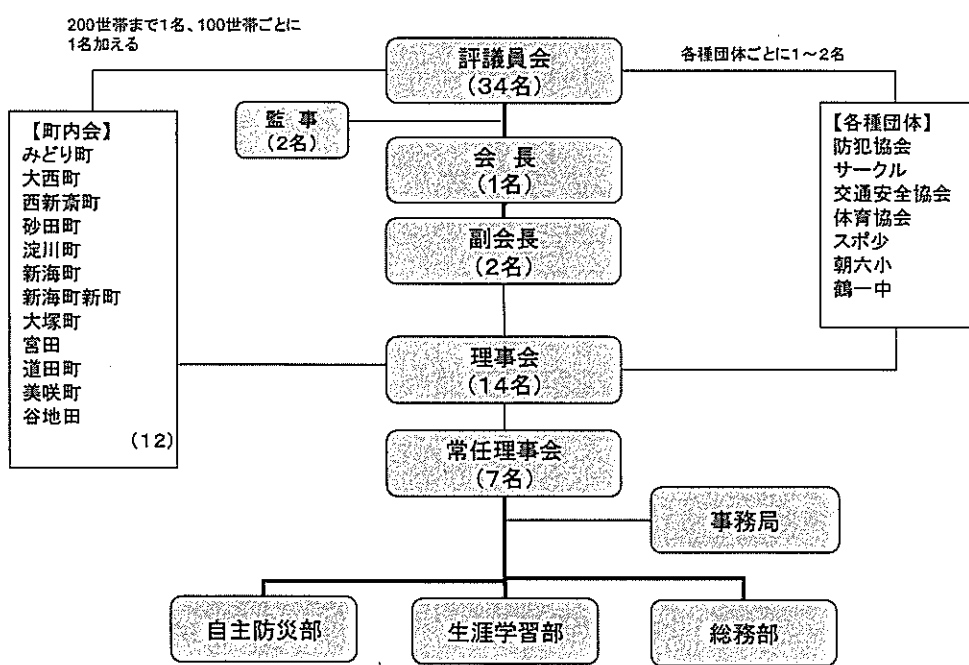 200世帯まで1名、100世帯ごとに
1名加える
評議員会
(34名)
各種団体ごとに1～2名
監 事
(2名)
会 長
(1名)
副会長
(2名)
【町内会】
みどり町
大西町
西新斎町
砂田町
淀川町
新海町
新海町新町
大塚町
宮田
道田町
美咲町
谷地田
(12)
【各種団体】
防犯協会
サークル
交通安全協会
体育協会
スポ少
朝六小
鶴一中
理事会
(14名)
常任理事会
(7名)
事務局
自主防災部
生涯学習部
総務部